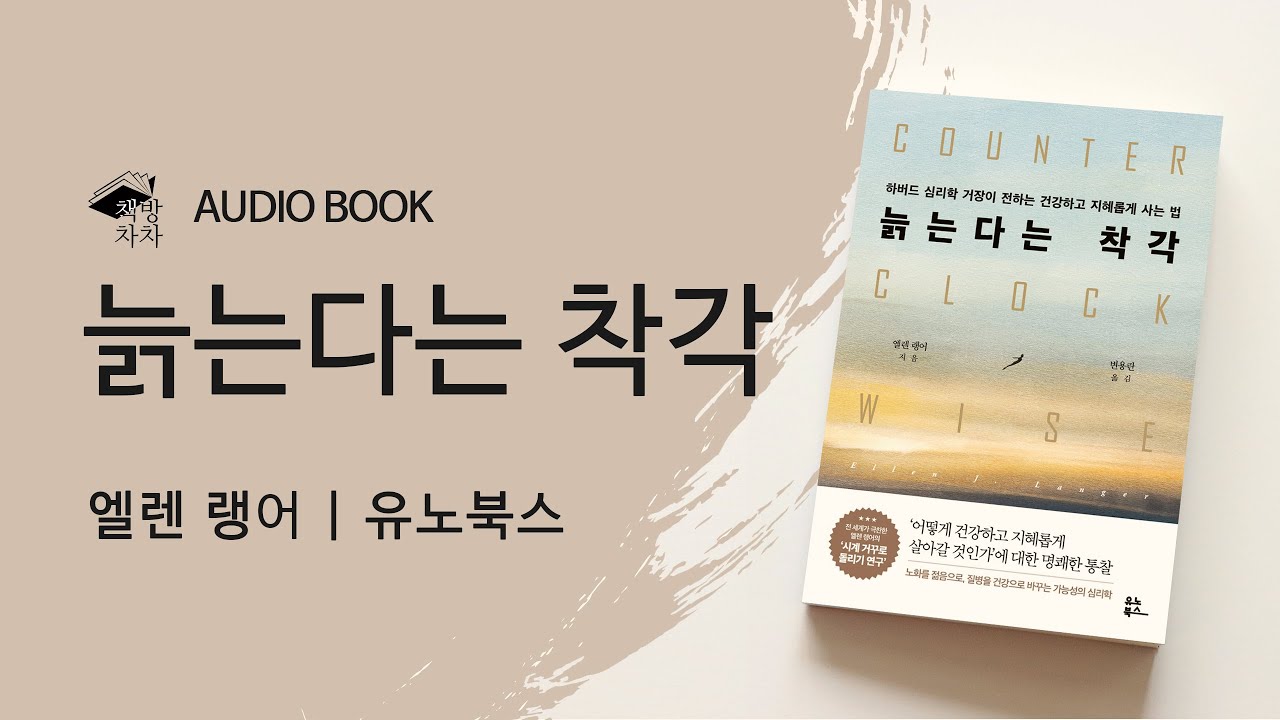 책방
차차
AUDIO BOOK
늙는다는 착각
엘렌 랭어 | 유노북스
COUNTER
하버드 심리학 거장이 전하는 건강하고 지혜롭게 사는 법
늙는다는 착각
CLOCK
엘렌 랭어
지음
변용란
옮김
WISE
Ellen J. Langer
★★★
전 세계가 극찬한
엘렌 랭어의
'시계 거꾸로
돌리기 연구'
'어떻게 건강하고 지혜롭게
살아갈 것인가'에 대한 명쾌한 통찰
노화를 젊음으로, 질병을 건강으로 바꾸는 가능성의 심리학
유노
북스